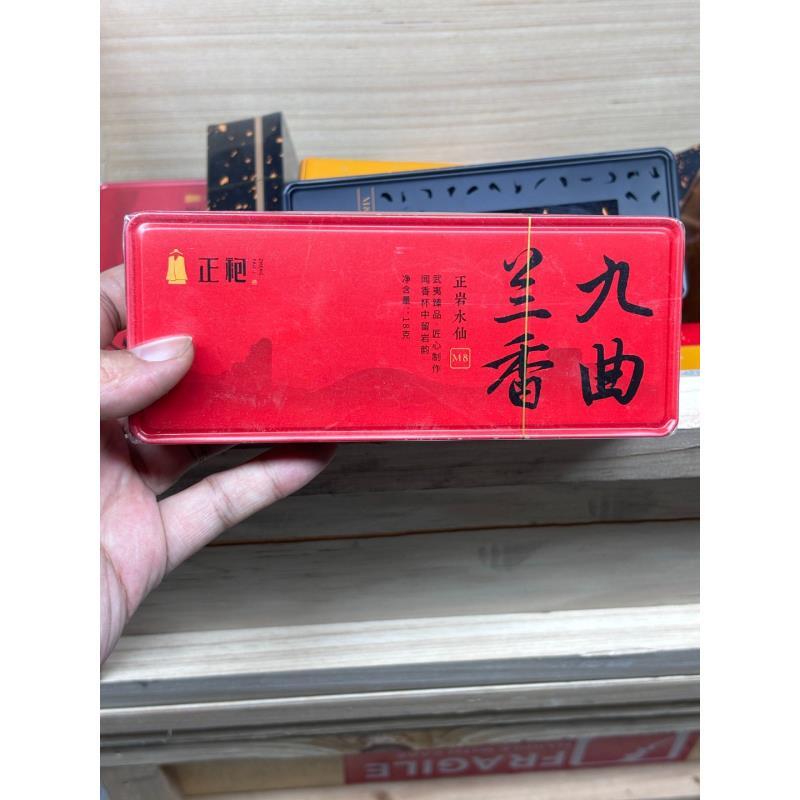 正袍
九曲
兰香
正岩水仙
M8
武夷臻品·匠心制作
闻香杯中留岩韵
净含量:18克
FRAGILE